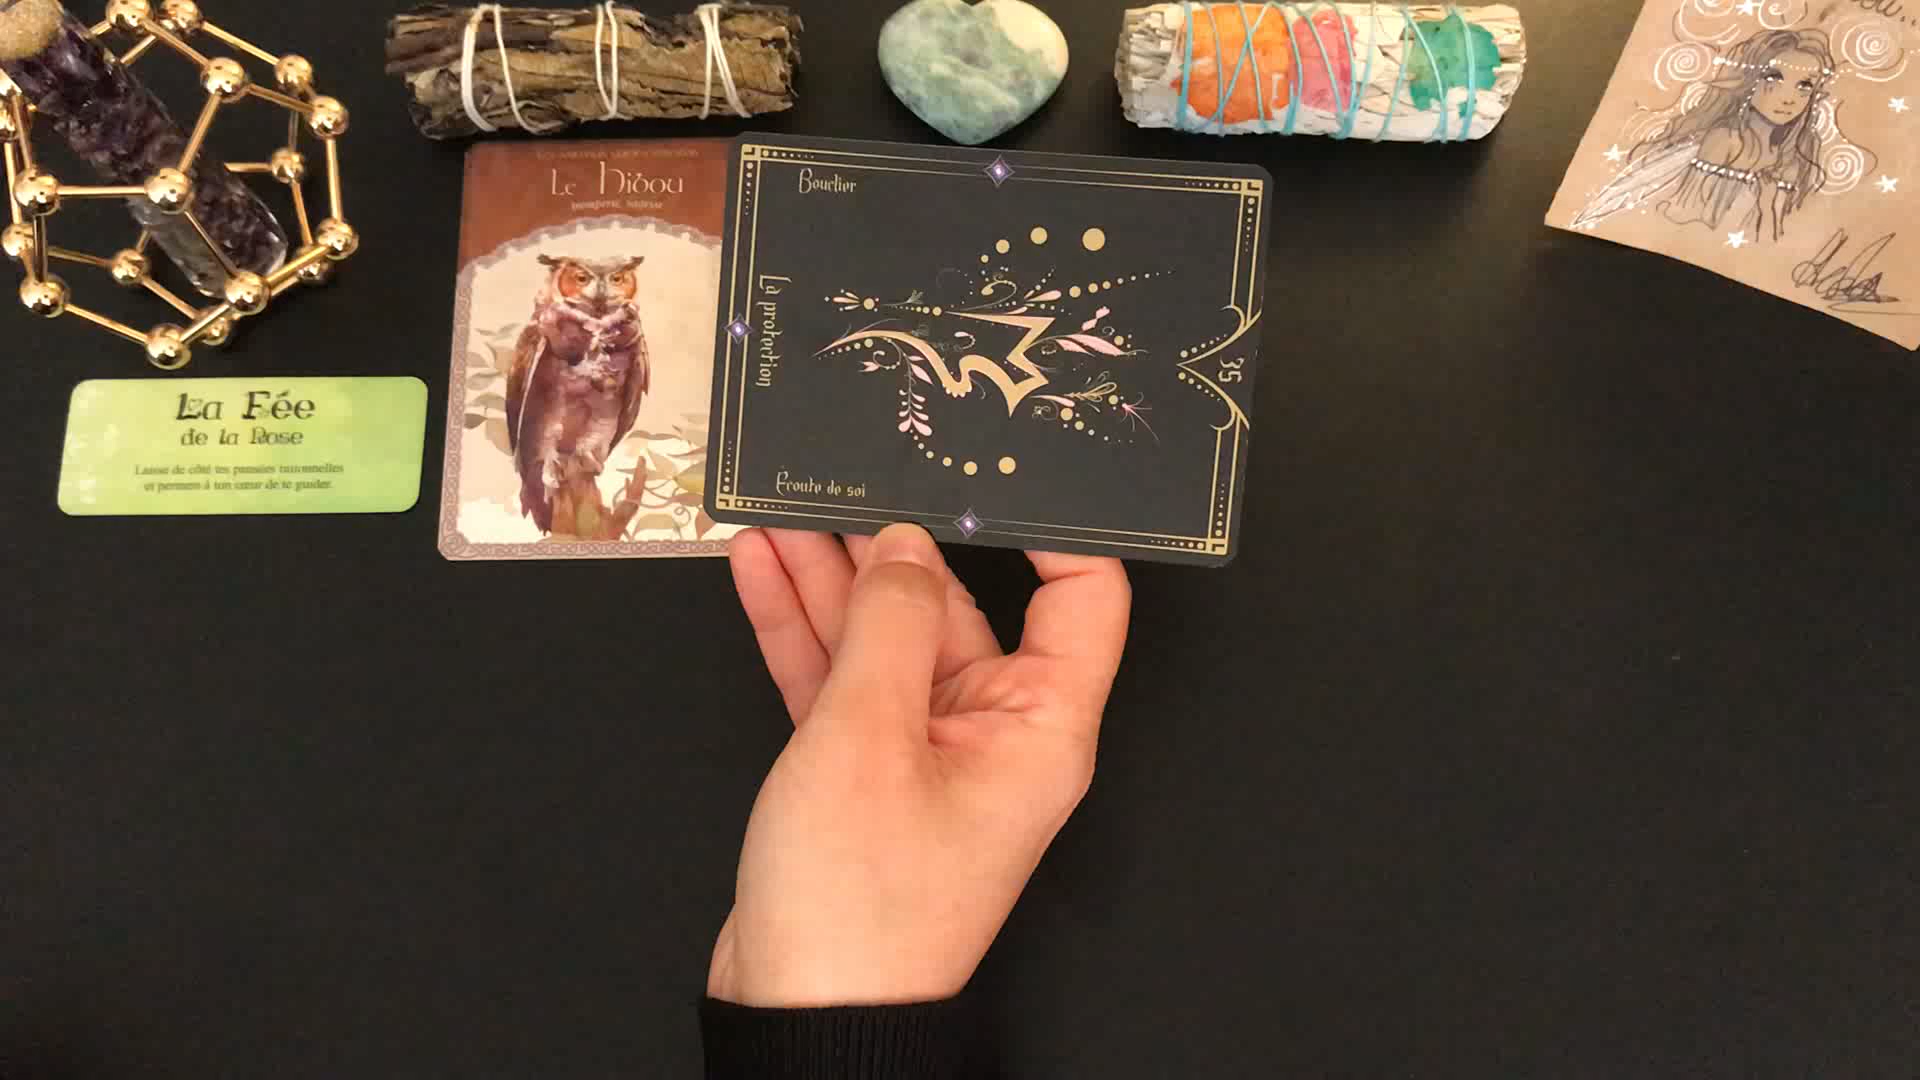 Le Hibou
Bouclier
La protection
35
Écoute de soi
La Fée
de la Rose
Laisse de côté tes pensées rationnelles
et permets à ton cœur de te guider.